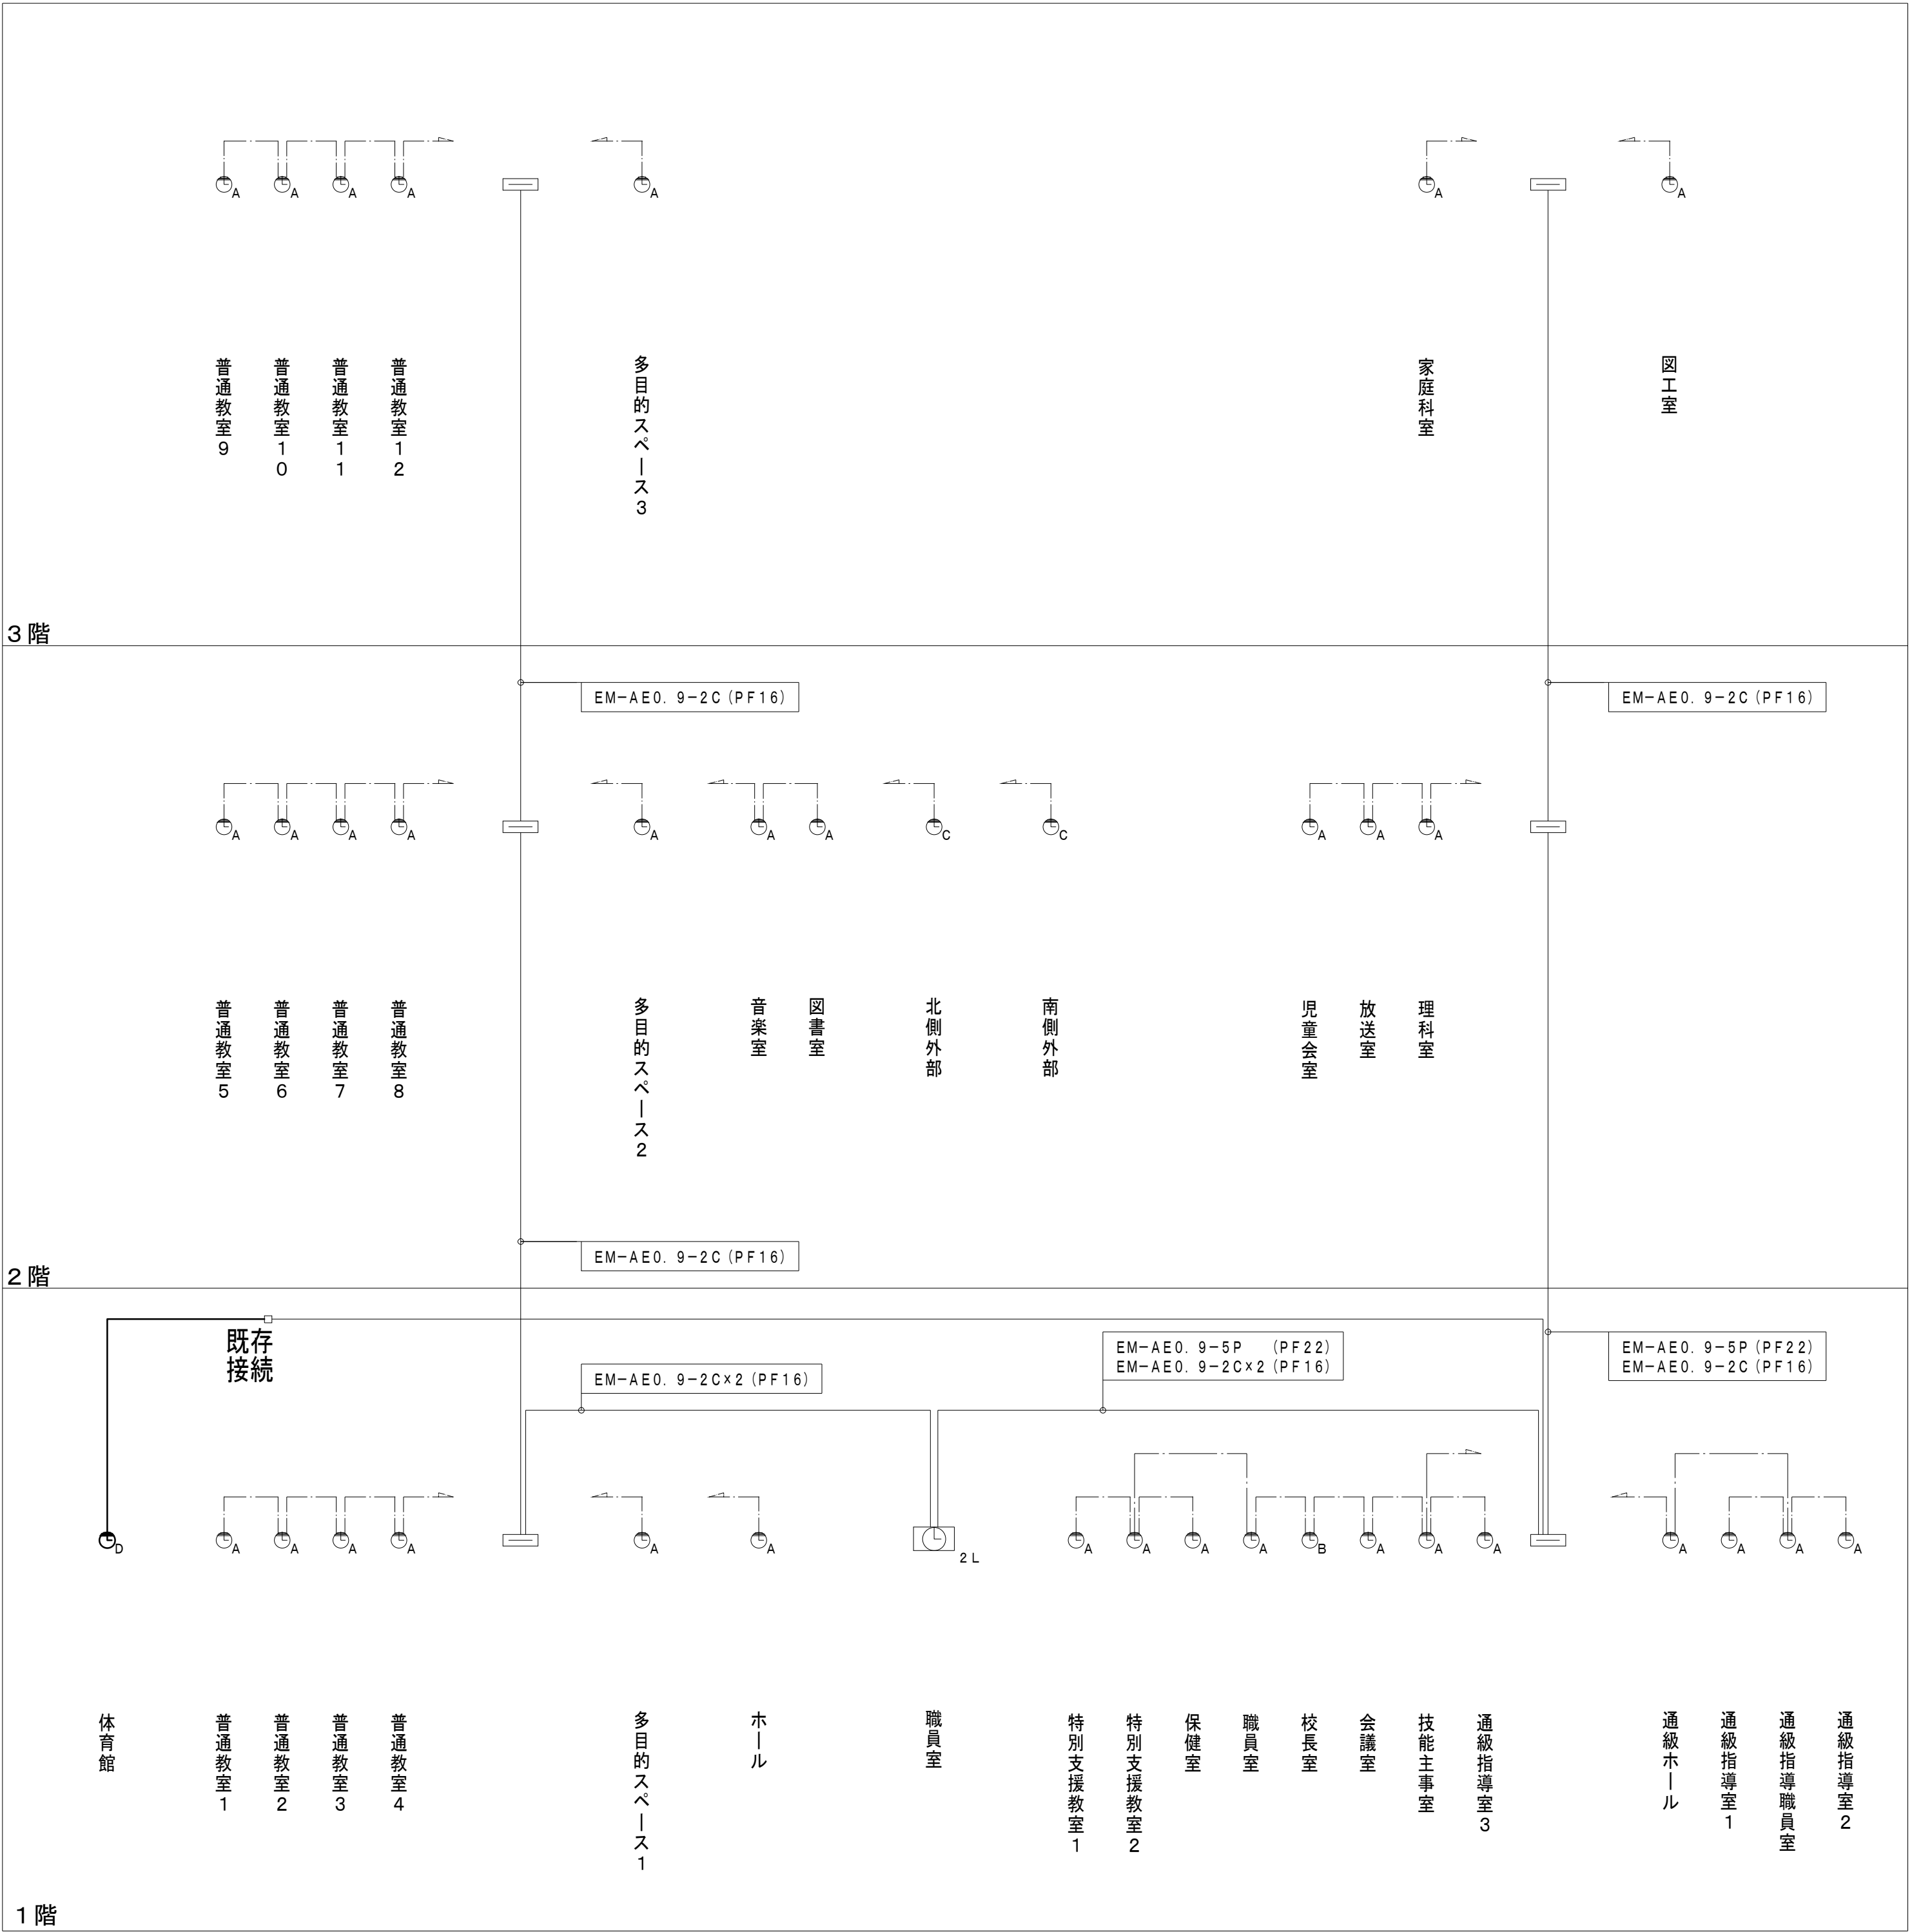 A
A
A
A
A
A
A
普通教室９
普通教室１０
普通教室１１
普通教室１２
多目的スペース３
家庭科室
図工室
３階
ＥＭ－ＡＥ０．９－２Ｃ（ＰＦ１６）
ＥＭ－ＡＥ０．９－２Ｃ（ＰＦ１６）
A
A
A
A
A
A
A
C
C
A
A
A
普通教室５
普通教室６
普通教室７
普通教室８
多目的スペース２
音楽室
図書室
北側外部
南側外部
児童会室
放送室
理科室
ＥＭ－ＡＥ０．９－２Ｃ（ＰＦ１６）
２階
既存
接続
ＥＭ－ＡＥ０．９－２Ｃ×２（ＰＦ１６）
ＥＭ－ＡＥ０．９－５Ｐ　（ＰＦ２２）
ＥＭ－ＡＥ０．９－２Ｃ×２（ＰＦ１６）
ＥＭ－ＡＥ０．９－５Ｐ（ＰＦ２２）
ＥＭ－ＡＥ０．９－２Ｃ（ＰＦ１６）
D
A
A
A
A
A
A
２Ｌ
A
A
A
A
B
A
A
A
A
A
A
A
体育館
普通教室１
普通教室２
普通教室３
普通教室４
多目的スペース１
ホール
職員室
特別支援教室１
特別支援教室２
保健室
職員室
校長室
会議室
技能主事室
通級指導室３
通級ホール
通級指導室１
通級指導職員室
通級指導室２
１階